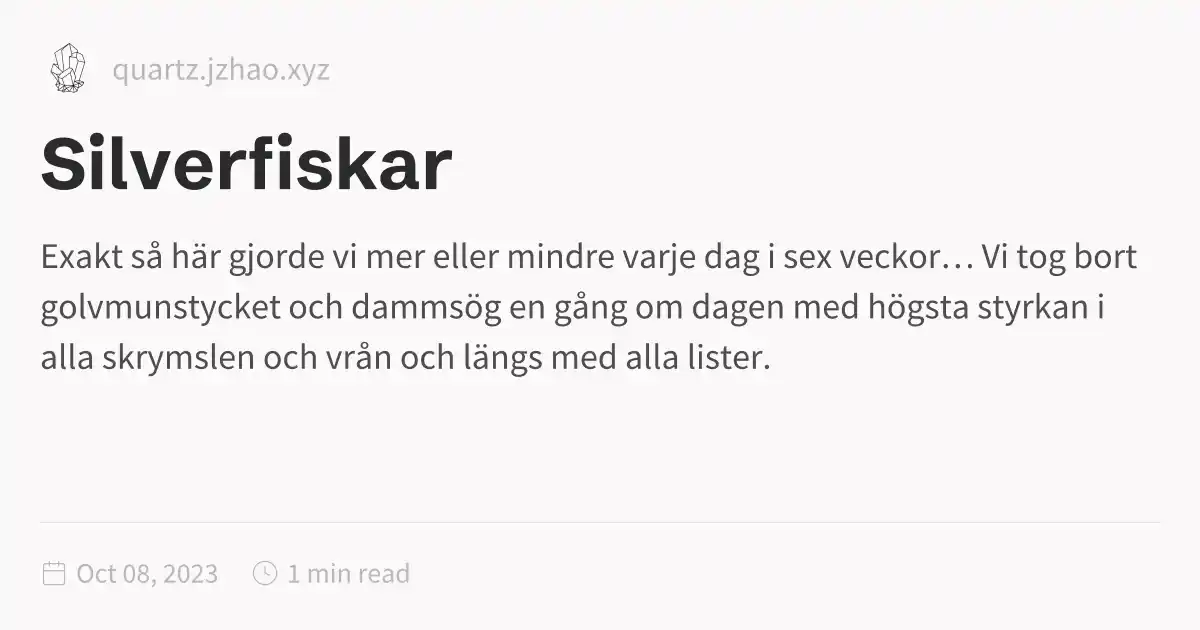 quartz.jzhao.xyz
Silverfiskar
Exakt så här gjorde vi mer eller mindre varje dag i sex veckor… Vi tog bort
golvmunstycket och dammsög en gång om dagen med högsta styrkan i
alla skrymslen och vrån och längs med alla lister.
Oct 08, 2023 1 min read